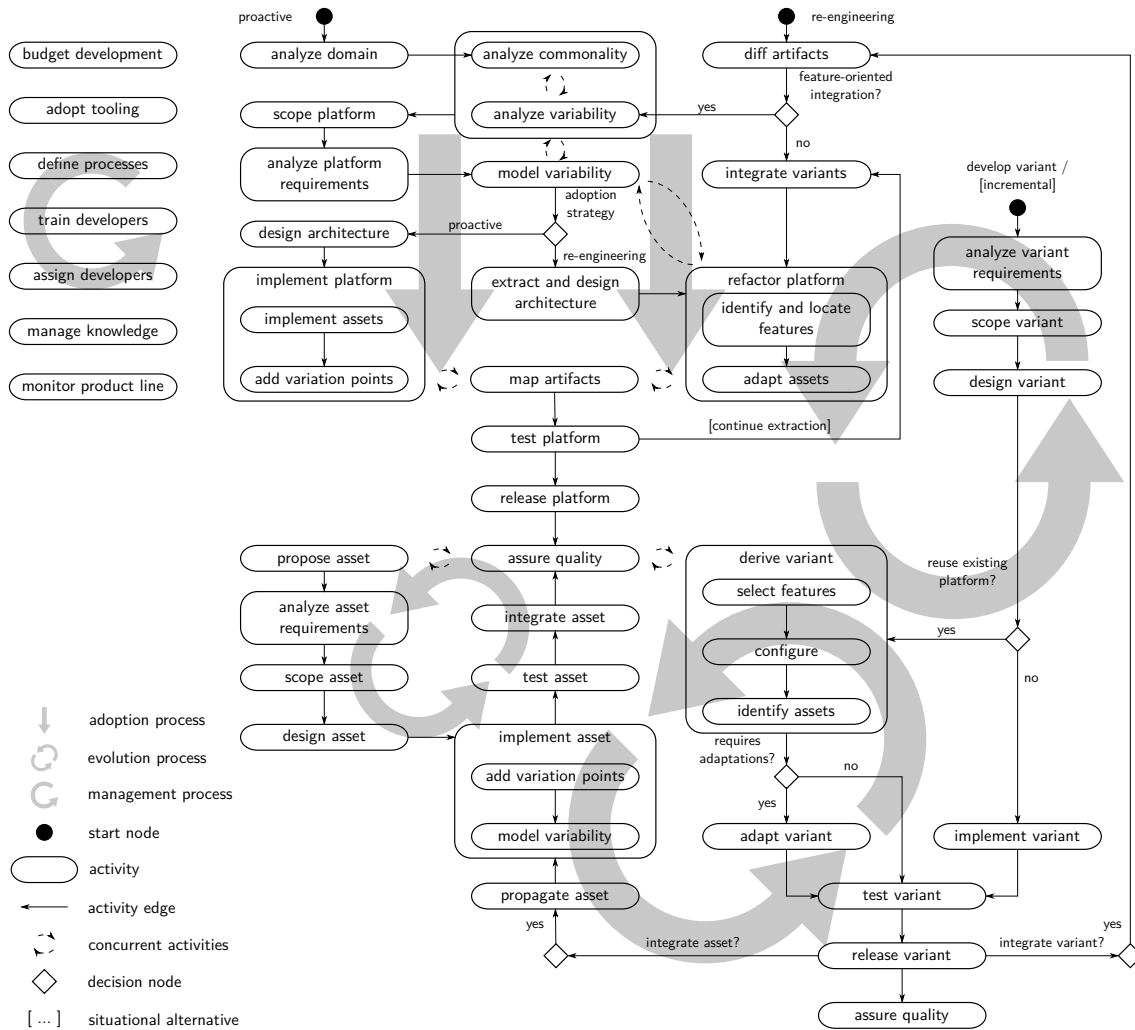 proactive
re-engineering
budget development
analyze domain
analyze commonality
diff artifacts
feature-oriented
integration?
adopt tooling
scope platform
analyze variability
yes
no
define processes
analyze platform
requirements
model variability
integrate variants
develop variant /
[incremental]
adoption
strategy
train developers
design architecture
proactive
re-engineering
analyze variant
requirements
assign developers
implement platform
extract and design
architecture
refactor platform
implement assets
identify and locate
features
scope variant
manage knowledge
monitor product line
add variation points
map artifacts
adapt assets
design variant
test platform
[continue extraction]
release platform
propose asset
assure quality
derive variant
reuse existing
platform?
analyze asset
requirements
select features
integrate asset
yes
configure
scope asset
test asset
no
identify assets
adoption process
design asset
implement asset
requires
adaptations?
evolution process
add variation points
no
management process
yes
start node
model variability
adapt variant
implement variant
activity
propagate asset
test variant
activity edge
yes
yes
concurrent activities
integrate asset?
release variant
integrate variant?
decision node
[ ... ]
situational alternative
assure quality